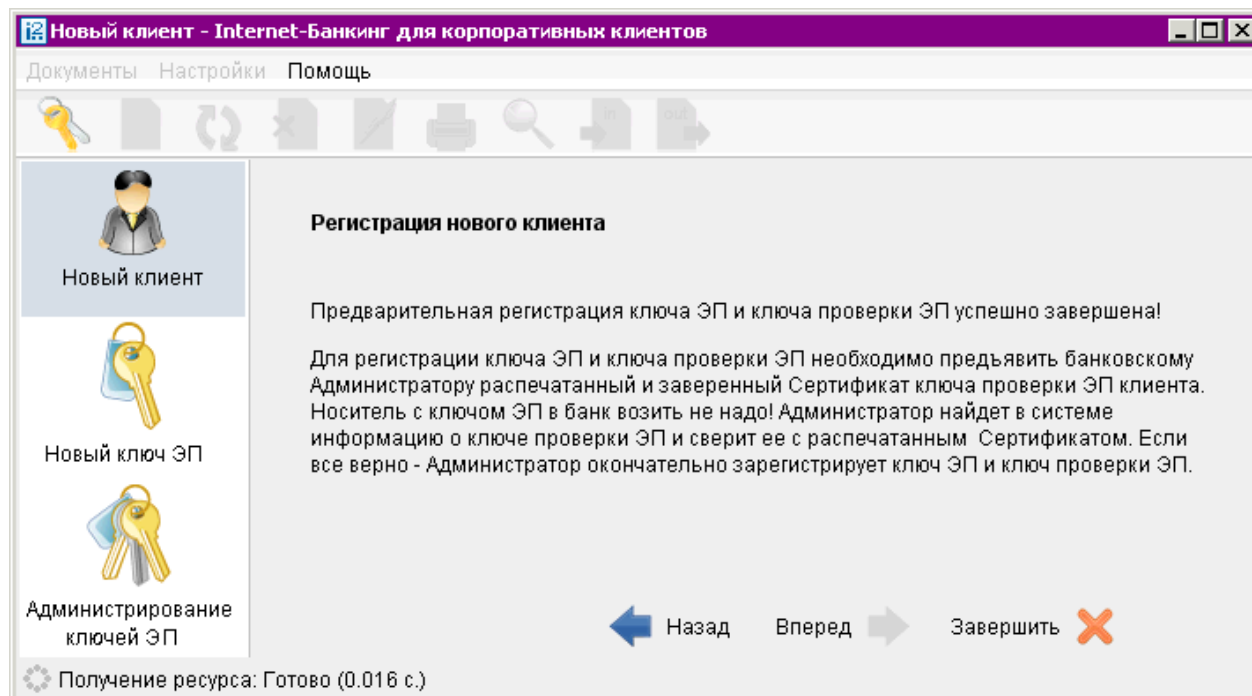 Новый клиент - Internet-Банкинг для корпоративных клиентов
Документы Настройки Помощь
in out
Новый клиент
Новый ключ ЭП
Администрирование
ключей ЭП
Регистрация нового клиента
Предварительная регистрация ключа ЭП и ключа проверки ЭП успешно завершена!
Для регистрации ключа ЭП и ключа проверки ЭП необходимо предъявить банковскому
Администратору распечатанный и заверенный Сертификат ключа проверки ЭП клиента.
Носитель с ключом ЭП в банк возить не надо! Администратор найдет в системе
информацию о ключе проверки ЭП и сверит ее с распечатанным Сертификатом. Если
все верно - Администратор окончательно зарегистрирует ключ ЭП и ключ проверки ЭП.
Назад Вперед Завершить
Получение ресурса: Готово (0.016 с.)